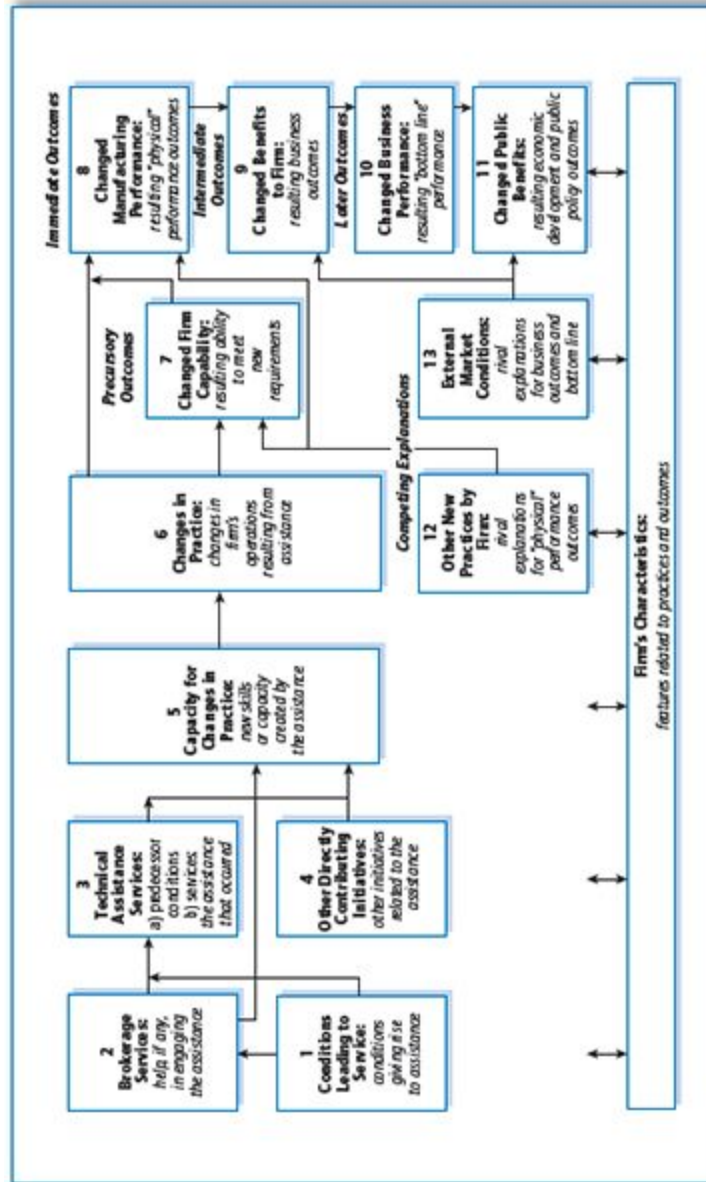 2
Brokerage
Services:
help, if any,
in engaging
the assistance
1
Conditions
Leading to
Service:
conditions
giving rise
to assistance
3
Technical
Assistance
Services:
a) predecessor
conditions
b) services:
the assistance
that occurred
4
Other Directly
Contributing
Initiatives:
other initiatives
related to the
assistance
5
Capacity for
Changes in
Practice:
new skills
or capacity
created by
the assistance
6
Changes in
Practice:
changes in
firm's
operations
resulting from
assistance
Precursory
Outcomes
7
Changed Firm
Capability:
resulting ability
to meet
new
requirements
Competing Explanations
12
Other New
Practices by
Firm:
rival
explanations
for "physical"
performance
outcomes
13
External
Market
Conditions:
rival
explanations
for business
outcomes and
bottom line
Immediate Outcomes
8
Changed
Manufacturing
Performance:
resulting "physical"
performance outcomes
Intermediate
Outcomes
9
Changed Benefits
to Firm:
resulting business
outcomes
Later Outcomes
10
Changed Business
Performance:
resulting "bottom line"
performance
11
Changed Public
Benefits:
resulting economic
development and public
policy outcomes
Firm's Characteristics:
features related to practices and outcomes